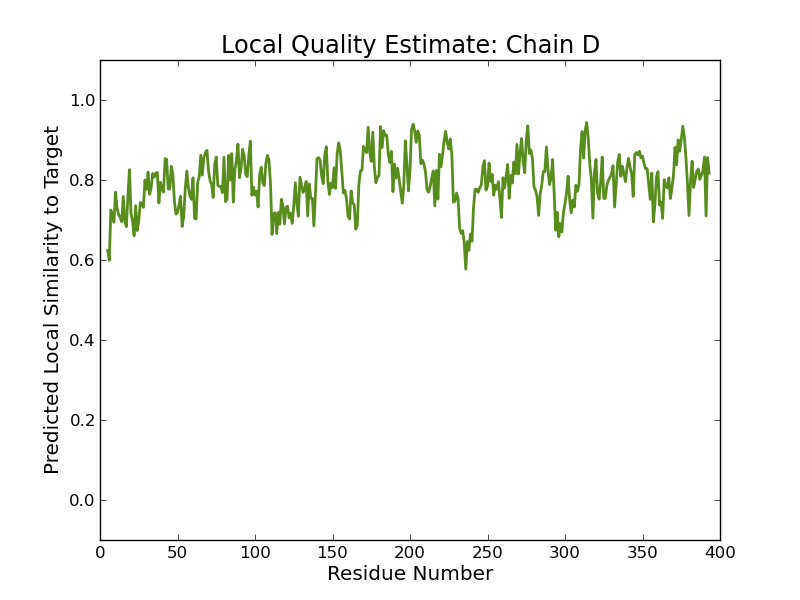 Local Quality Estimate: Chain D
Predicted Local Similarity to Target
1.0
0.8
0.6
0.4
0.2
0.0
0 50 100 150 200 250 300 350 400
Residue Number